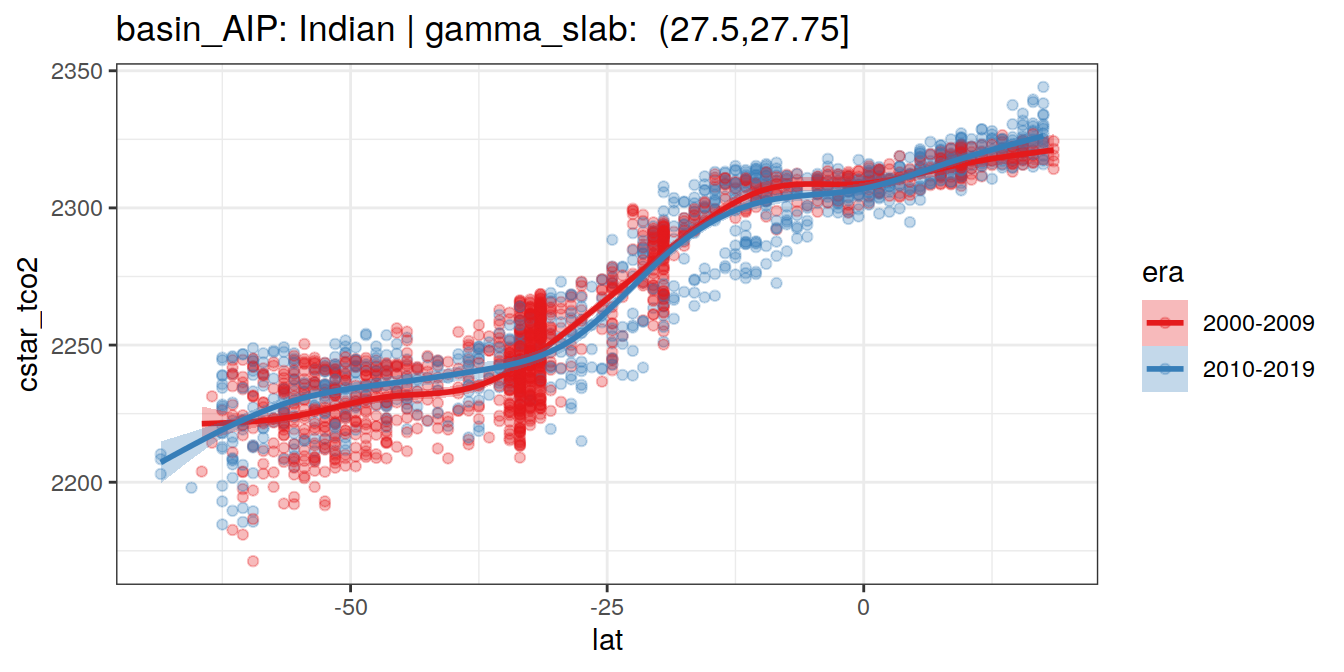 basin_AIP: Indian | gamma_slab:  (27.5,27.75]
2350
2300
2250
2200
cstar_tco2
-50
-25
0
lat
era
2000-2009
2010-2019